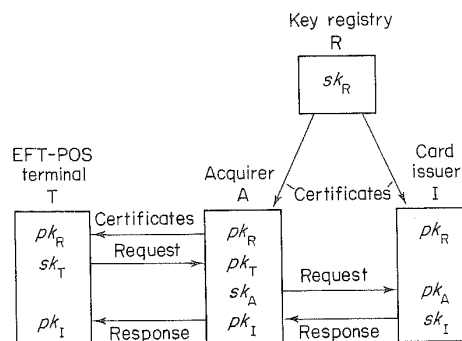 Key registry
R
sk_R
EFT-POS
terminal
T
Acquirer
A
Certificates
Card
issuer
I
pk_R
sk_T
pk_I
Certificates
Request
Response
pk_R
pk_T
sk_A
pk_I
Request
Response
pk_R
pk_A
sk_I